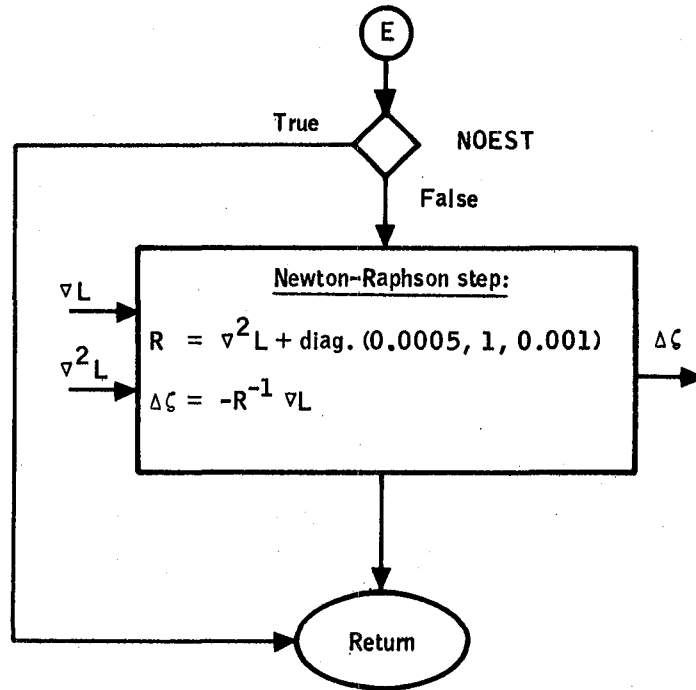 E
True
NOEST
False
Newton-Raphson step:
∇L
R = ∇²L + diag. (0.0005, 1, 0.001)
Δζ
∇²L
Δζ = -R⁻¹ ∇L
Return